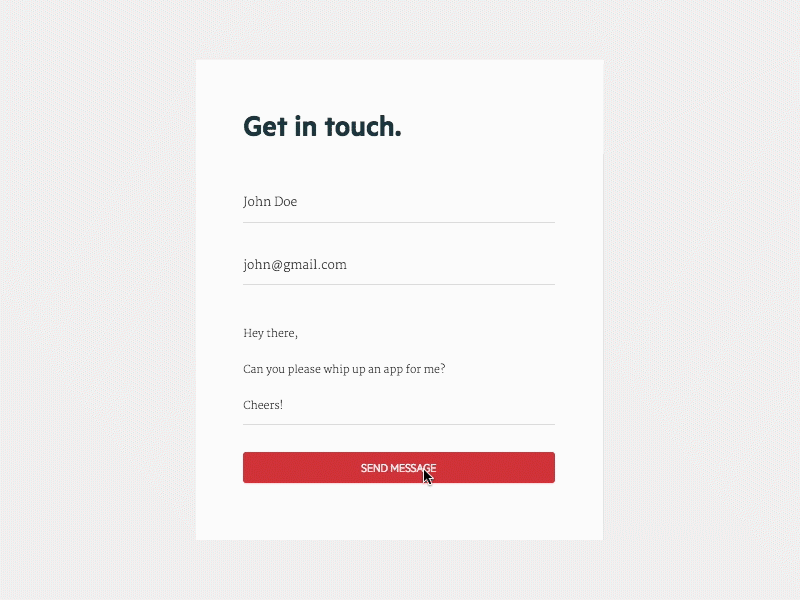 Get in touch.
John Doe
john@gmail.com
Hey there,
Can you please whip up an app for me?
Cheers!
SEND MESSAGE